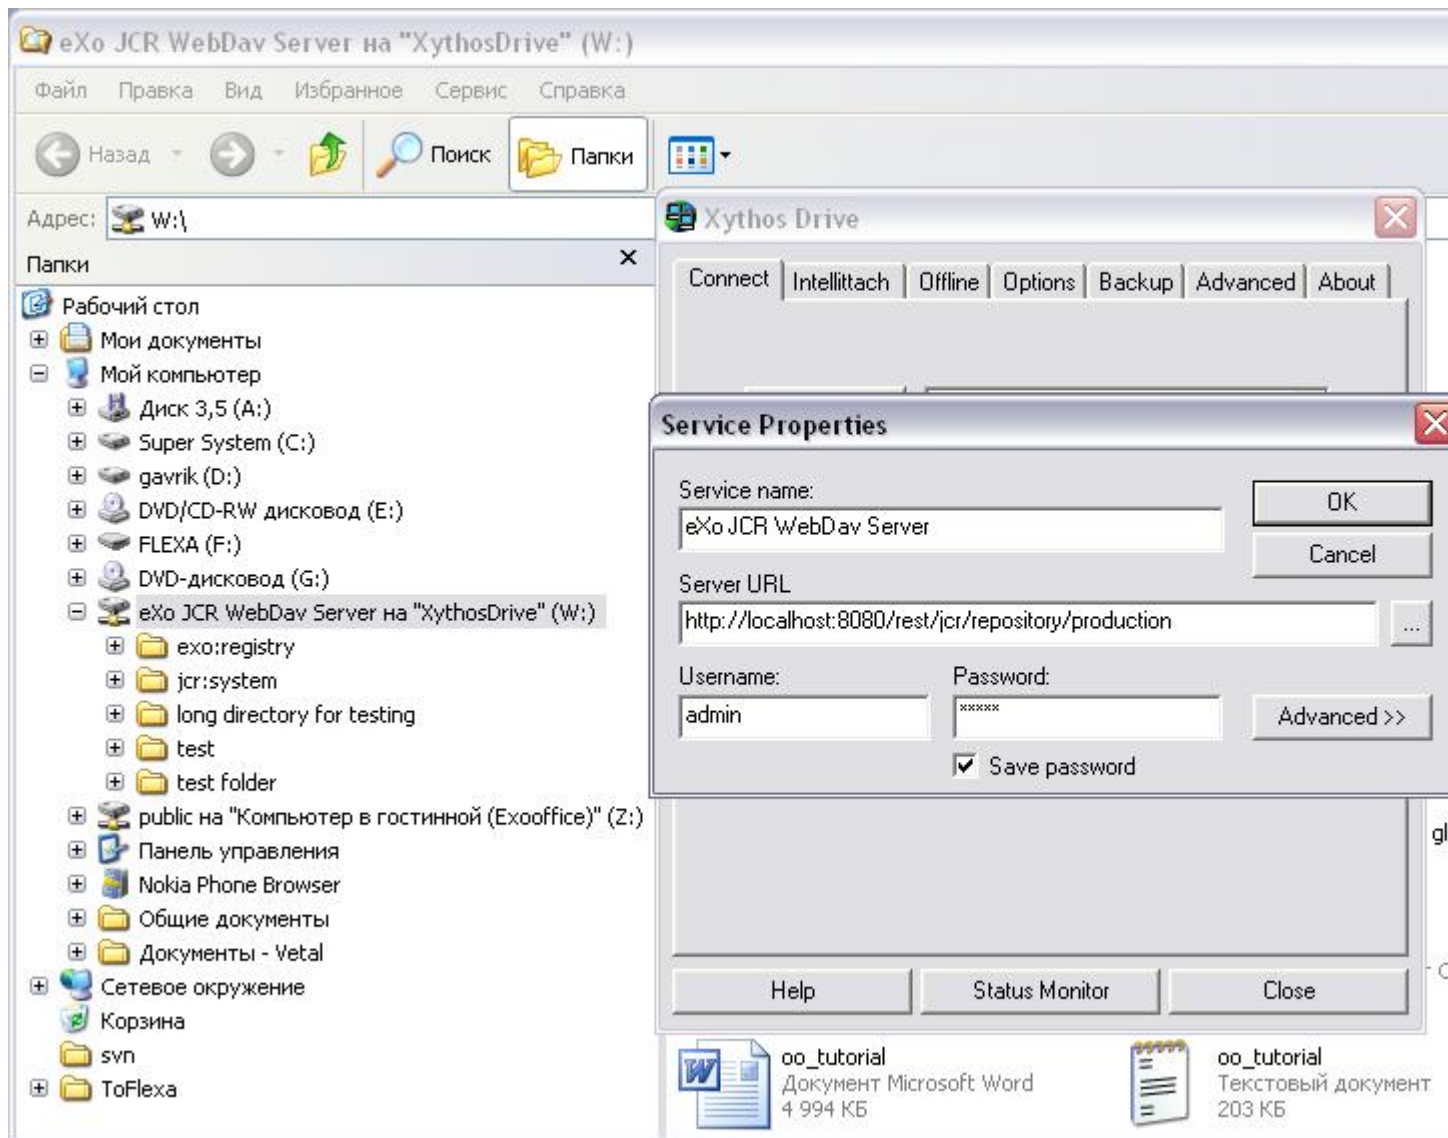 eXo JCR WebDav Server на "XythosDrive" (W:)
Файл Правка Вид Избранное Сервис Справка
Назад Поиск Папки
Адрес: W:\
Папки
Рабочий стол
Мои документы
Мой компьютер
Диск 3,5 (A:)
Super System (C:)
gavrik (D:)
DVD/CD-RW дисковод (E:)
FLEXA (F:)
DVD-дисковод (G:)
eXo JCR WebDav Server на "XythosDrive" (W:)
exo:registry
jcr:system
long directory for testing
test
test folder
public на "Компьютер в гостинной (Exooffice)" (Z:)
Панель управления
Nokia Phone Browser
Общие документы
Документы - Vetal
Сетевое окружение
Корзина
svn
ToFlexa
Xythos Drive
Connect Intellittach Offline Options Backup Advanced About
Service Properties
Service name:
eXo JCR WebDav Server
OK
Cancel
Server URL
http://localhost:8080/rest/jcr/repository/production
...
Username: Password:
admin *****
Advanced >>
Save password
Help Status Monitor Close
oo_tutorial
Документ Microsoft Word
4 994 КБ
oo_tutorial
Текстовый документ
203 КБ